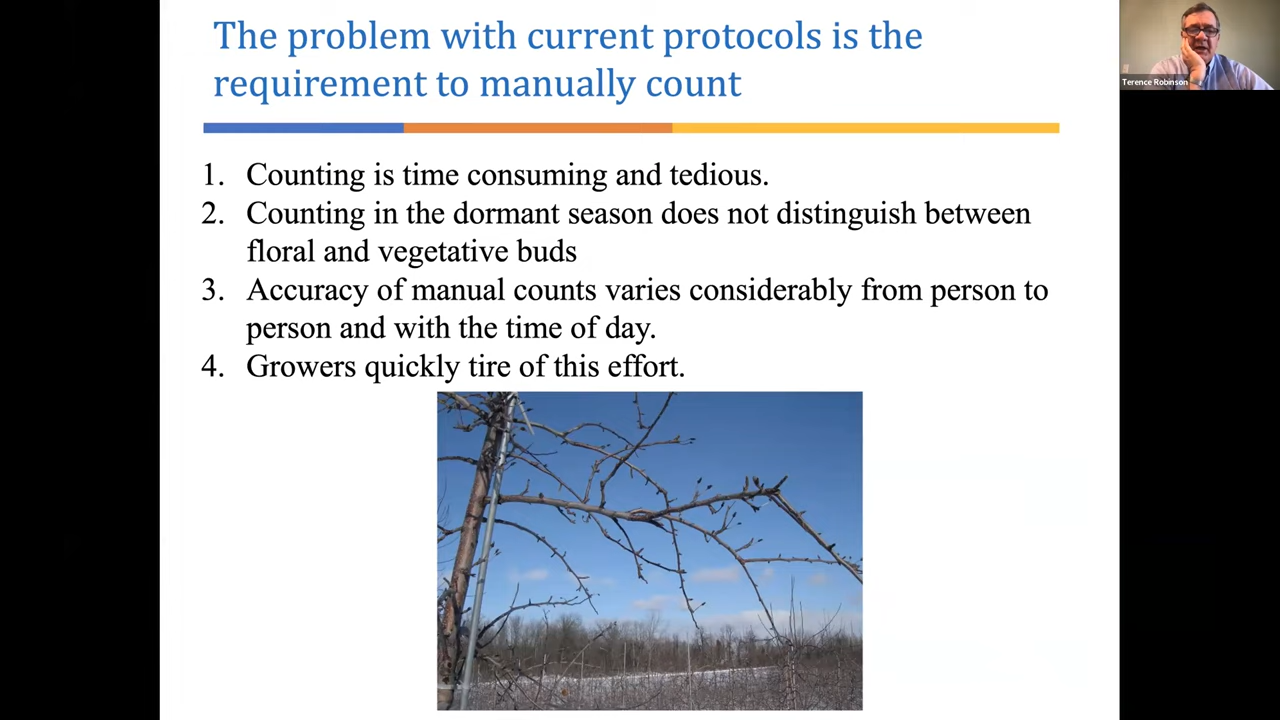 The problem with current protocols is the
requirement to manually count
Terence Robinson
1. Counting is time consuming and tedious.
2. Counting in the dormant season does not distinguish between
floral and vegetative buds
3. Accuracy of manual counts varies considerably from person to
person and with the time of day.
4. Growers quickly tire of this effort.